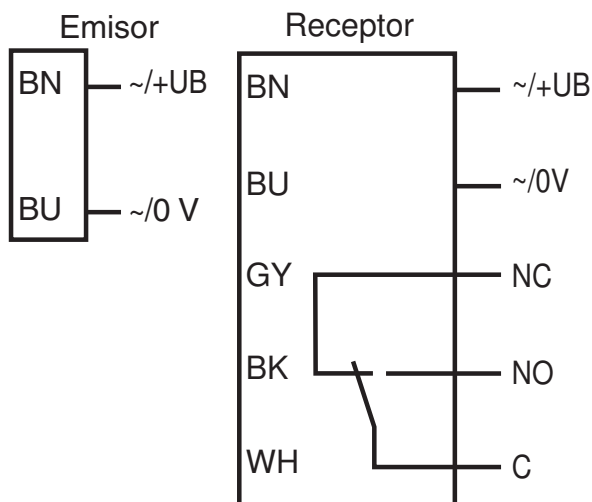 Emisor
BN ~/+UB
BU ~/0 V
Receptor
BN ~/+UB
BU ~/0V
GY NC
BK NO
WH C